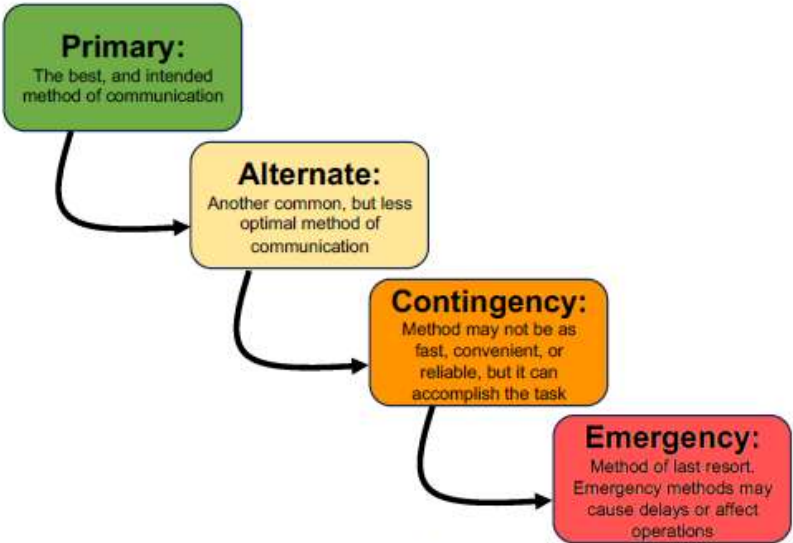 Primary:
The best, and intended
method of communication
Alternate:
Another common, but less
optimal method of
communication
Contingency:
Method may not be as
fast, convenient, or
reliable, but it can
accomplish the task
Emergency:
Method of last resort.
Emergency methods may
cause delays or affect
operations